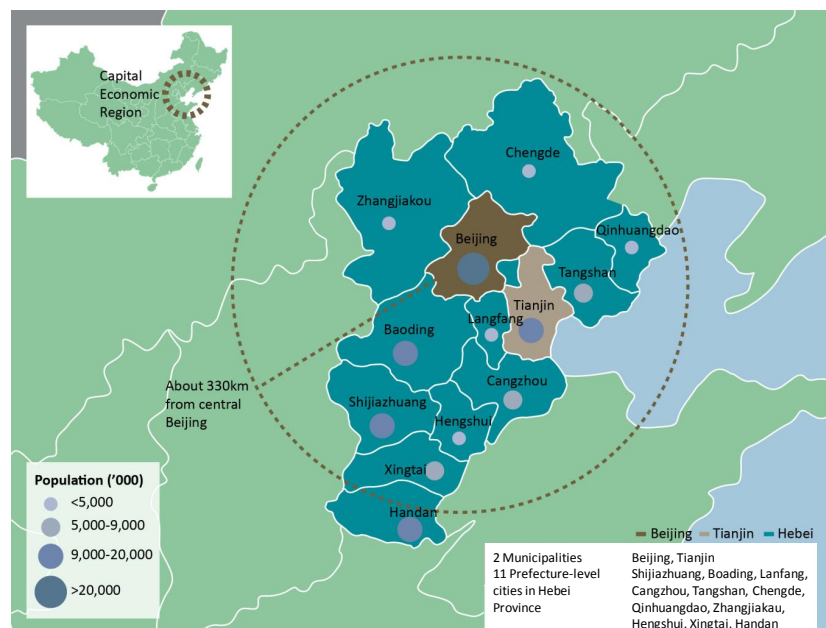 Capital
Economic
Region
Chengde
Zhangjiakou
Qinhuangdao
Beijing
Tangshan
Tianjin
Langfang
Baoding
About 330km
from central
Beijing
Cangzhou
Shijiazhuang
Hengshui
Xingtai
Handan
Population ('000)
<5,000
5,000-9,000
9,000-20,000
>20,000
Beijing Tianjin Hebei
2 Municipalities Beijing, Tianjin
11 Prefecture-level Shijiazhuang, Boading, Lanfang,
cities in Hebei Cangzhou, Tangshan, Chengde,
Province Qinhuangdao, Zhangjiakau,
Hengshui, Xingtai, Handan